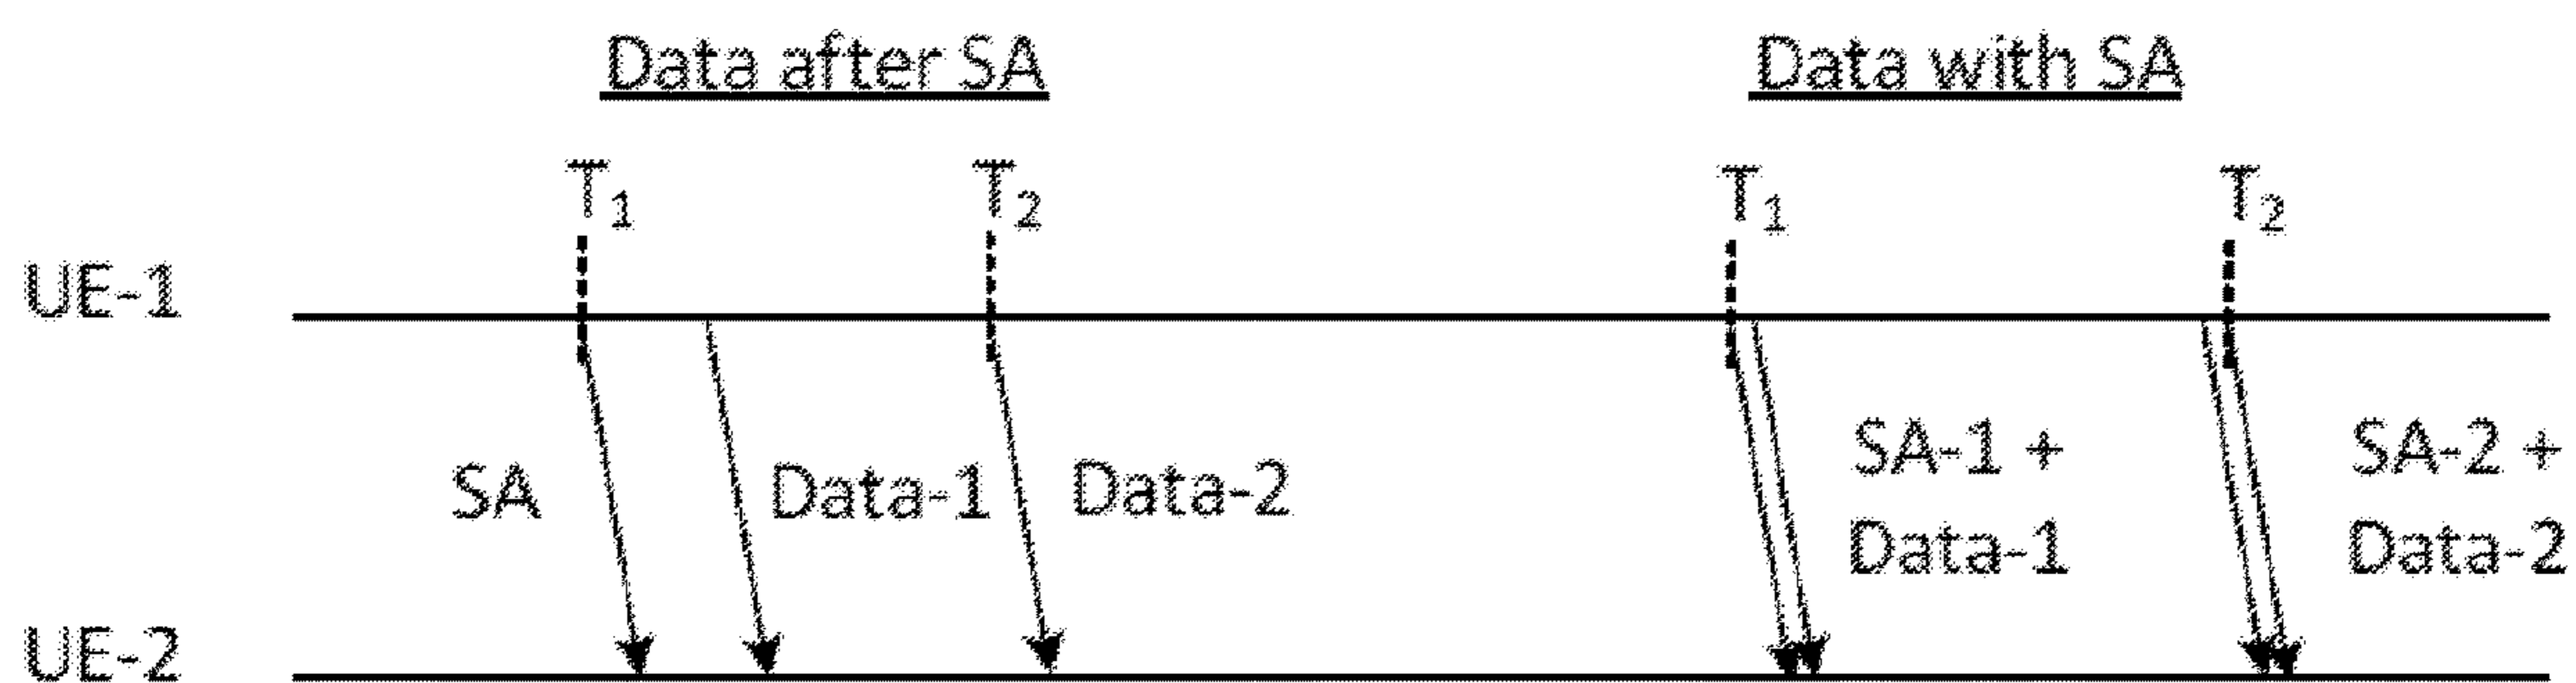 Data after SA
Data with SA
T1
T2
T1
T2
UE-1
SA
Data-1
Data-2
SA-1 +
Data-1
SA-2 +
Data-2
UE-2